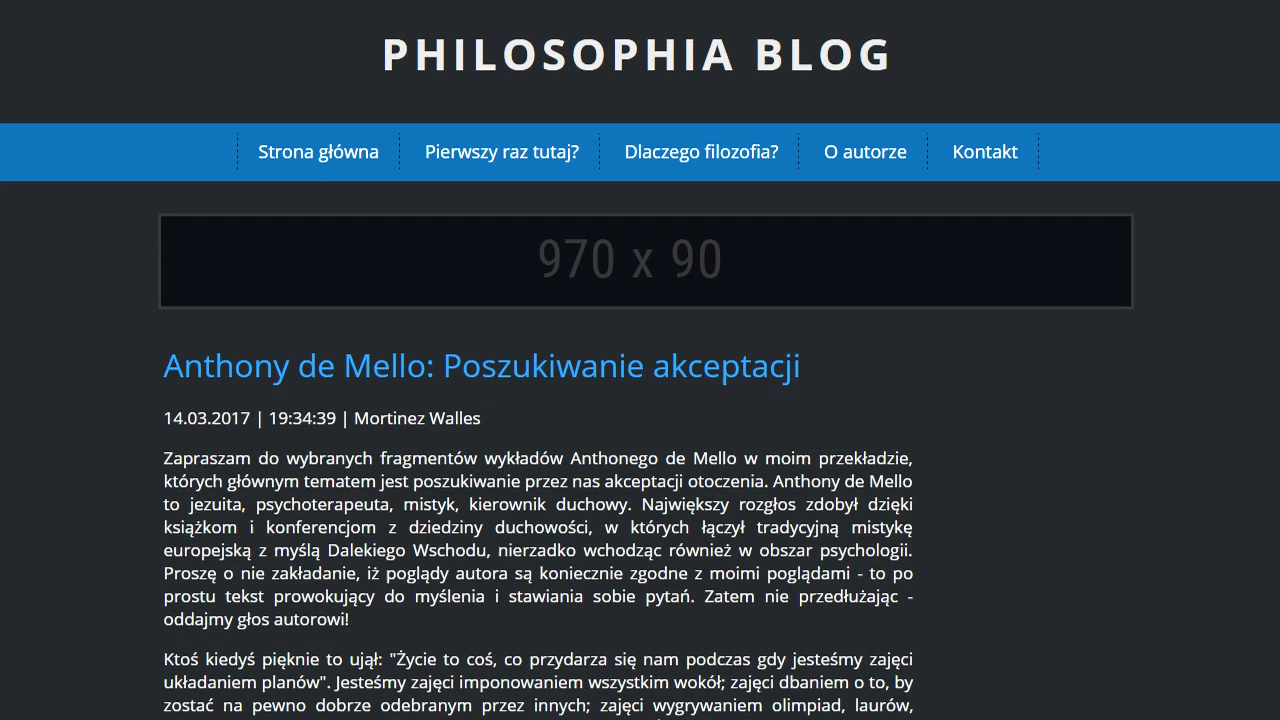 PHILOSOPHIA BLOG
Strona główna Pierwszy raz tutaj? Dlaczego filozofia? O autorze Kontakt
970 x 90
Anthony de Mello: Poszukiwanie akceptacji
14.03.2017 | 19:34:39 | Mortinez Walles
Zapraszam do wybranych fragmentów wykładów Anthonego de Mello w moim przekładzie,
których głównym tematem jest poszukiwanie przez nas akceptacji otoczenia. Anthony de Mello
to jezuita, psychoterapeuta, mistyk, kierownik duchowy. Największy rozgłos zdobył dzięki
książkom i konferencjom z dziedziny duchowości, w których łączył tradycyjną mistykę
europejską z myślą Dalekiego Wschodu, nierzadko wchodząc również w obszar psychologii.
Proszę o nie zakładanie, iż poglądy autora są koniecznie zgodne z moimi poglądami - to po
prostu tekst prowokujący do myślenia i stawiania sobie pytań. Zatem nie przedłużając -
oddajmy głos autorowi!
Ktoś kiedyś pięknie to ujął: "Życie to coś, co przydarza się nam podczas gdy jesteśmy zajęci
układaniem planów". Jesteśmy zajęci imponowaniem wszystkim wokół; zajęci dbaniem o to, by
zostać na pewno dobrze odebranym przez innych; zajęci wygrywaniem olimpiad, laurów,